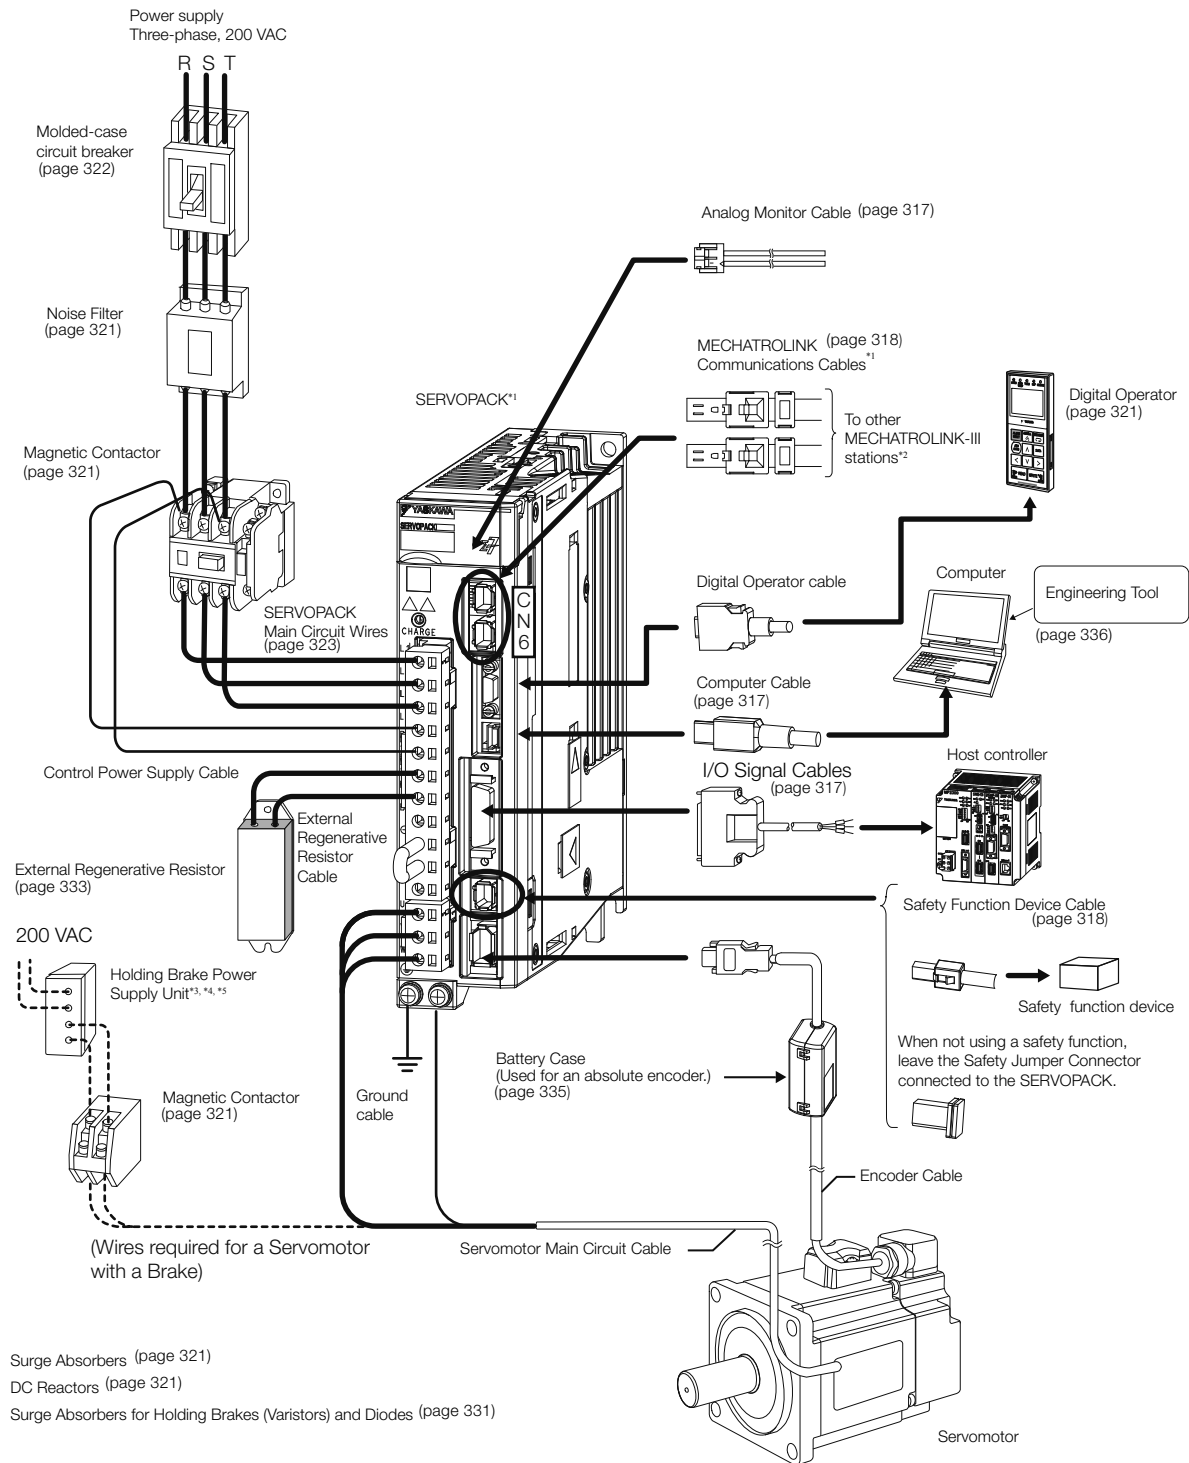 Power supply
Three-phase, 200 VAC
R S T
Molded-case
circuit breaker
(page 322)
Noise Filter
(page 321)
Magnetic Contactor
(page 321)
SERVOPACK
Main Circuit Wires
(page 323)
Control Power Supply Cable
External
Regenerative
Resistor
Cable
External Regenerative Resistor
(page 333)
200 VAC
Holding Brake Power
Supply Unit*3, *4, *5
Magnetic Contactor
(page 321)
(Wires required for a Servomotor
with a Brake)
Ground
cable
SERVOPACK*1
YASKAWA
SERVOPACK
Σ7
CHARGE
CN6
Analog Monitor Cable (page 317)
MECHATROLINK (page 318)
Communications Cables*1
To other
MECHATROLINK-III
stations*2
Digital Operator
(page 321)
Digital Operator cable
Computer
Engineering Tool
(page 336)
Computer Cable
(page 317)
I/O Signal Cables
(page 317)
Host controller
Safety Function Device Cable
(page 318)
Safety function device
When not using a safety function,
leave the Safety Jumper Connector
connected to the SERVOPACK.
Battery Case
(Used for an absolute encoder.)
(page 335)
Encoder Cable
Servomotor Main Circuit Cable
Servomotor
Surge Absorbers (page 321)
DC Reactors (page 321)
Surge Absorbers for Holding Brakes (Varistors) and Diodes (page 331)